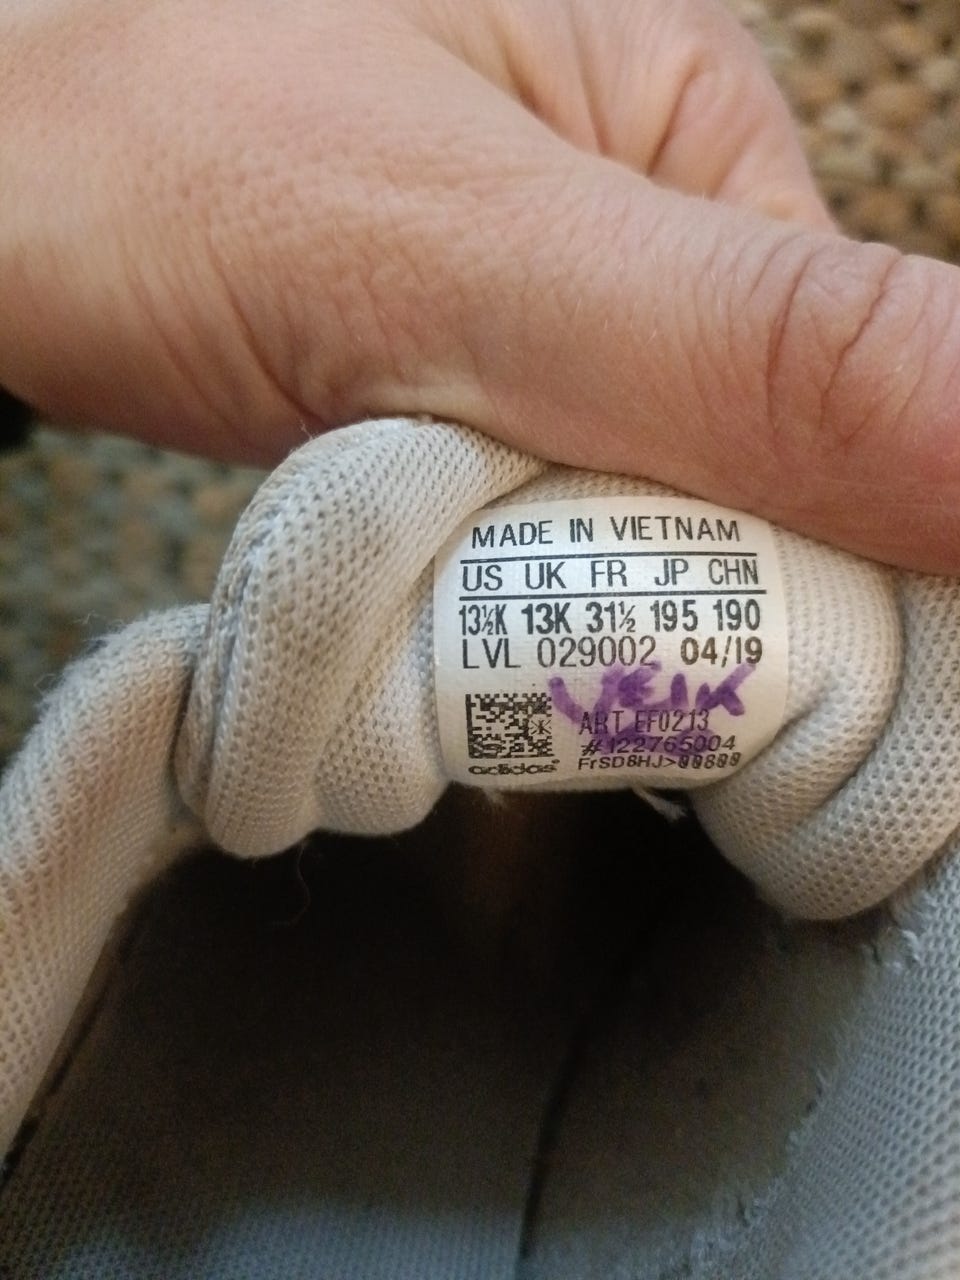 MADE IN VIETNAM
US UK FR JP CHN
13½K 13K 31½ 195 190
LVL 029002 04/19
ART EF0213
#122765004
adidas